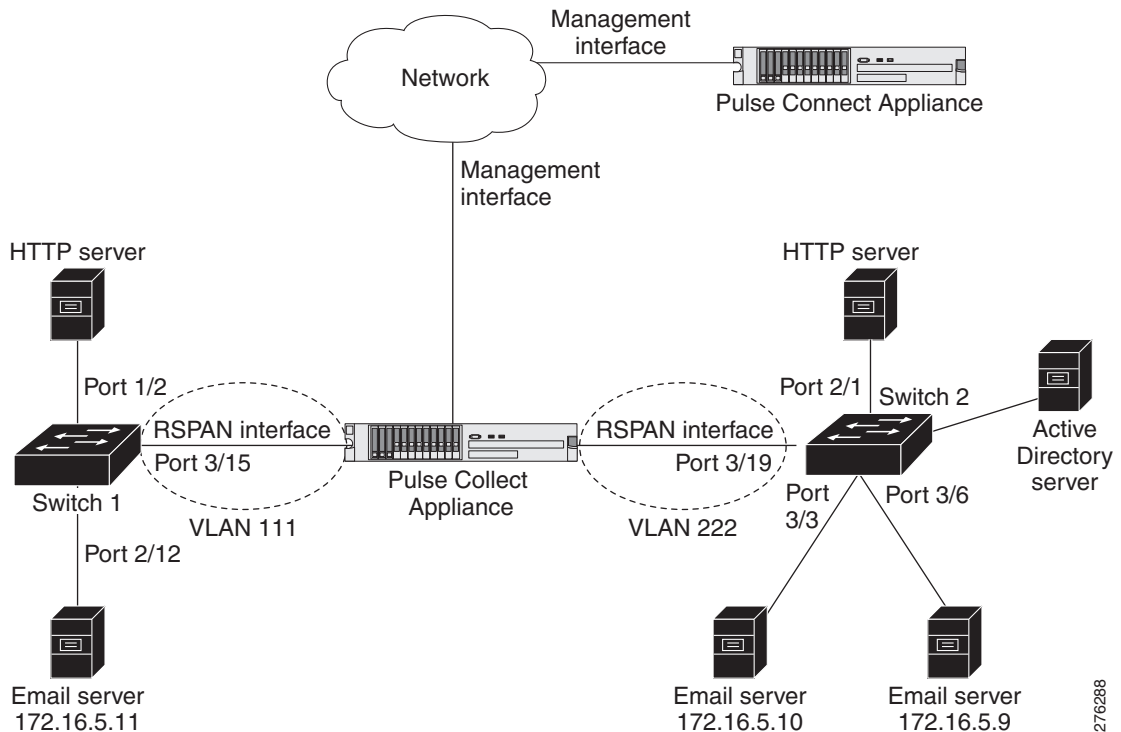 Management
interface
Network
Pulse Connect Appliance
Management
interface
HTTP server
HTTP server
Port 1/2
Port 2/1
Switch 2
RSPAN interface
Port 3/15
RSPAN interface
Port 3/19
Active
Directory
server
Switch 1
Pulse Collect
Appliance
Port
3/3
Port 3/6
VLAN 111
VLAN 222
Port 2/12
Email server
172.16.5.11
Email server
172.16.5.10
Email server
172.16.5.9
276288